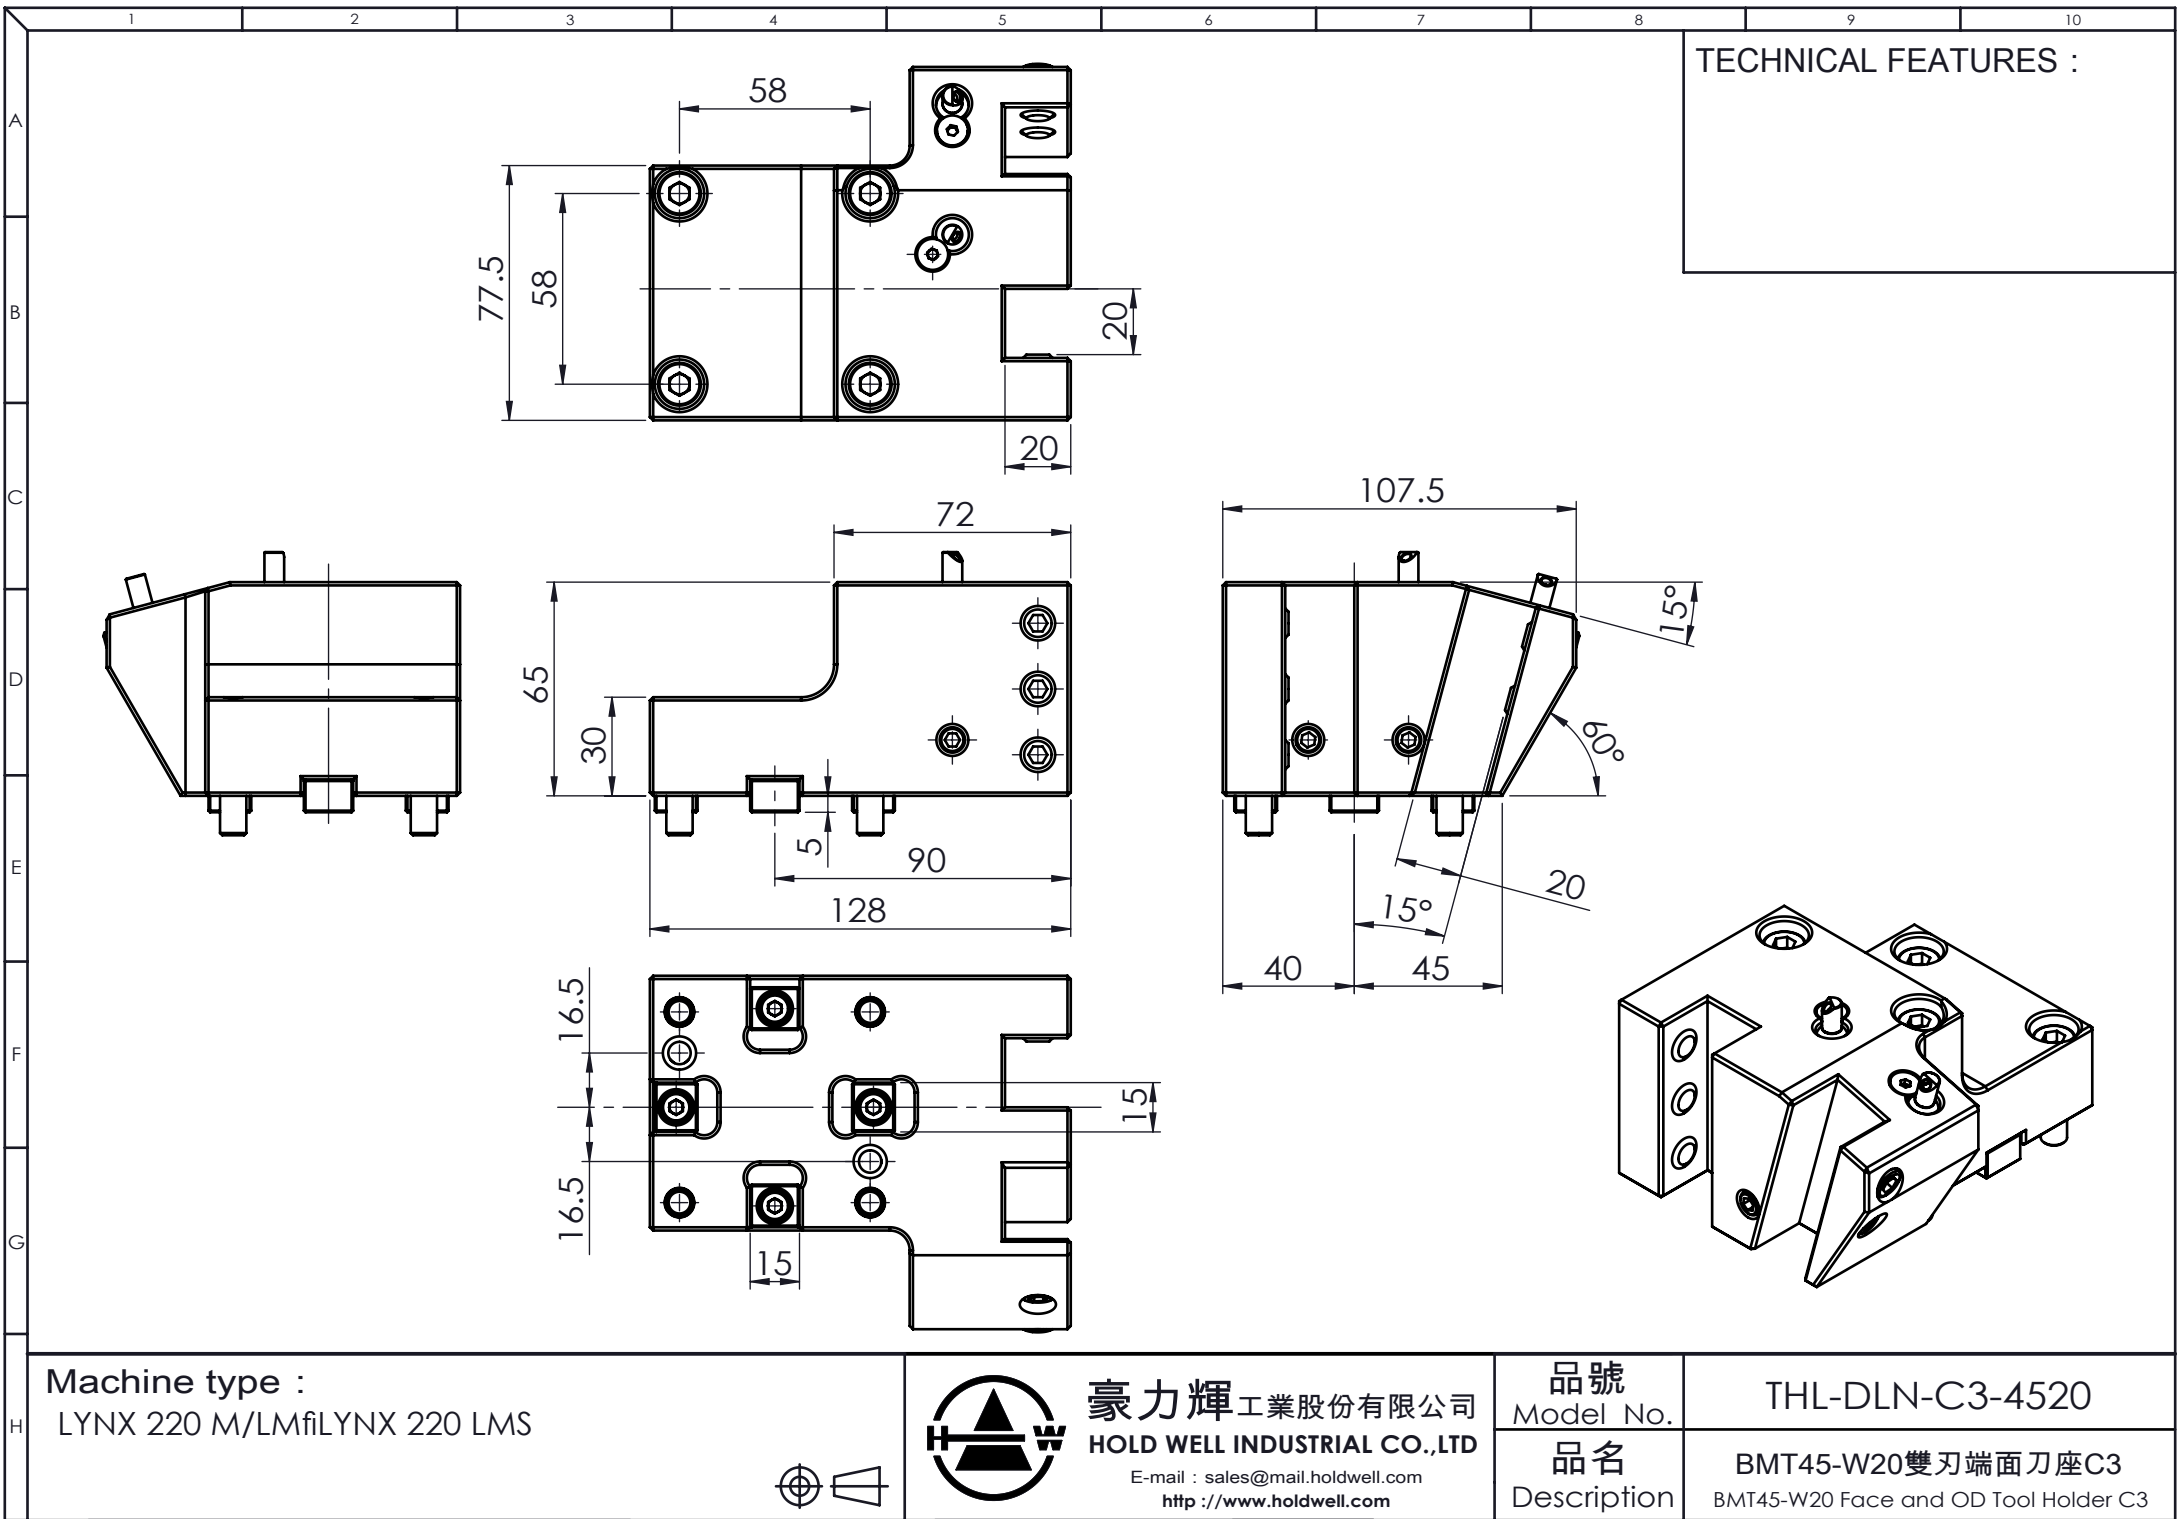 1 2 3 4 5 6 7 8 9 10
A
B
C
D
E
F
G
H
TECHNICAL FEATURES :
58
77.5
58
20
20
72
65
30
5
90
128
107.5
15°
60°
20
15°
40
45
16.5
16.5
15
15
Machine type :
LYNX 220 M/LMfiLYNX 220 LMS
H W
豪力輝工業股份有限公司
HOLD WELL INDUSTRIAL CO.,LTD
E-mail : sales@mail.holdwell.com
http ://www.holdwell.com
品號
Model No.
THL-DLN-C3-4520
品名
Description
BMT45-W20雙刃端面刀座C3
BMT45-W20 Face and OD Tool Holder C3